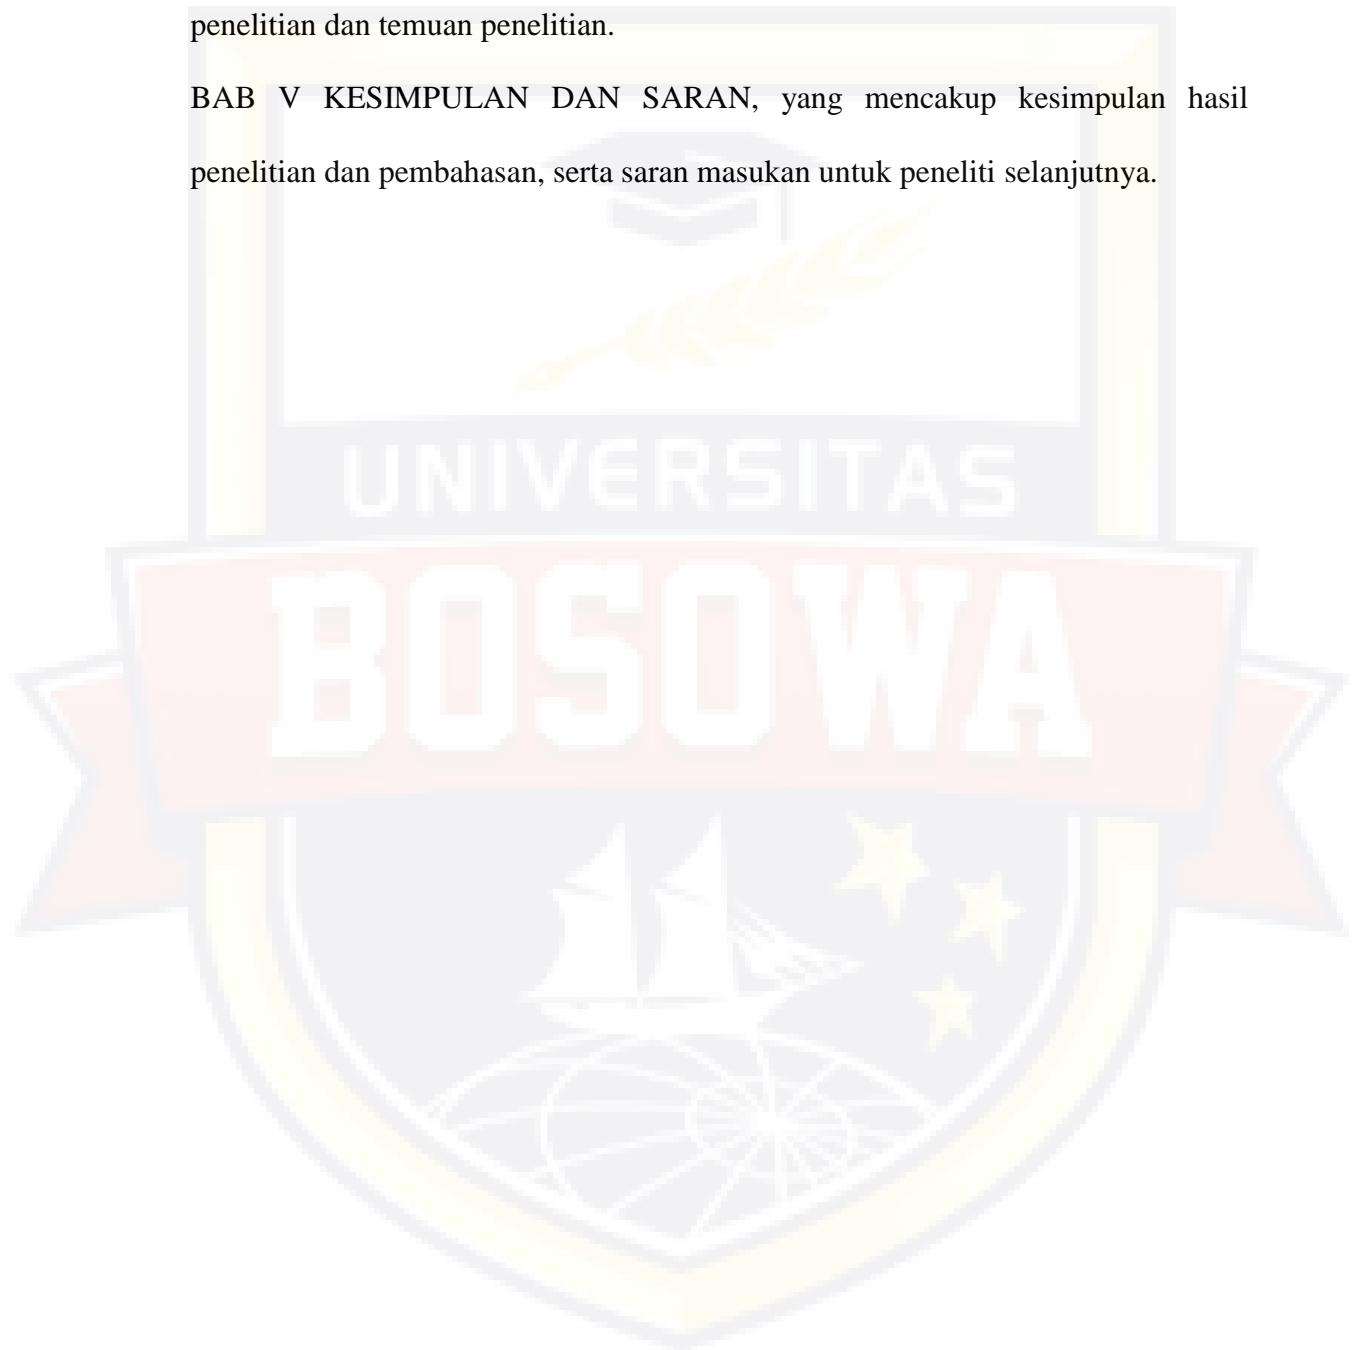 penelitian dan temuan penelitian.
BAB V KESIMPULAN DAN SARAN, yang mencakup kesimpulan hasil
penelitian dan pembahasan, serta saran masukan untuk peneliti selanjutnya.
UNIVERSITAS
BOSOWA